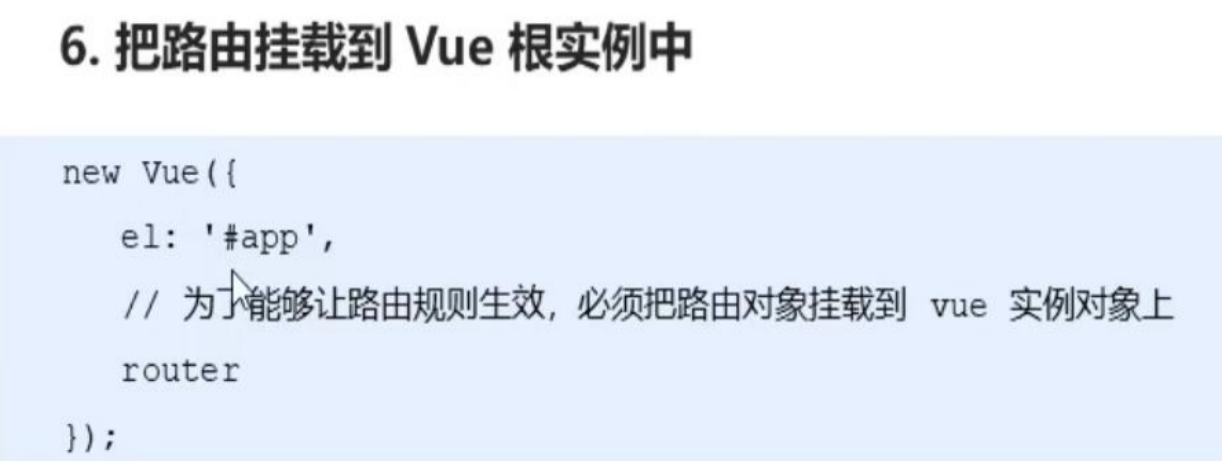 6. 把路由挂载到 Vue 根实例中
new Vue({
el: '#app',
// 为了能够让路由规则生效，必须把路由对象挂载到 vue 实例对象上
router
});